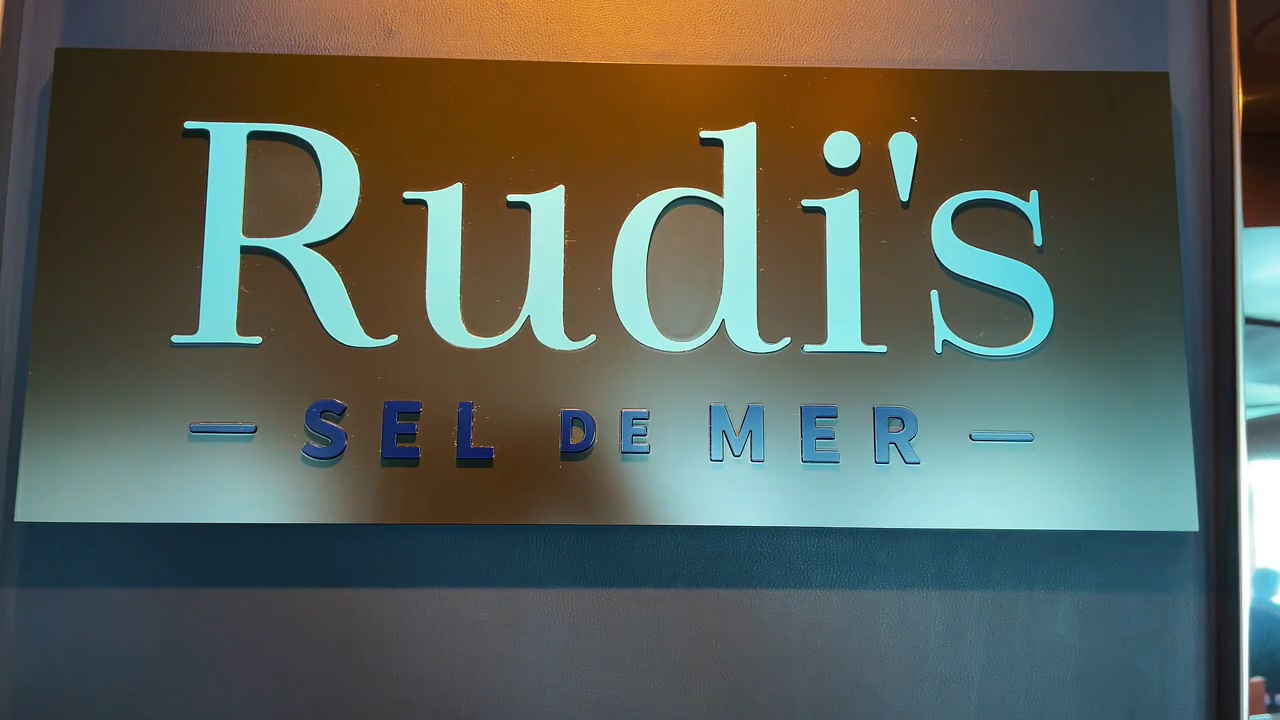 Rudi's
— SEL DE MER —